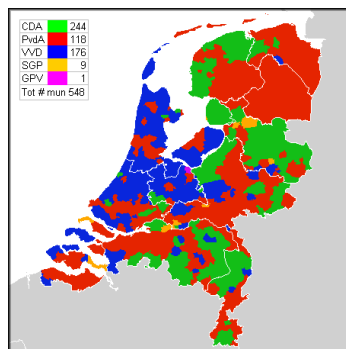 CDA 244
PvdA 118
VVD 176
SGP 9
GPV 1
Tot # mun 548